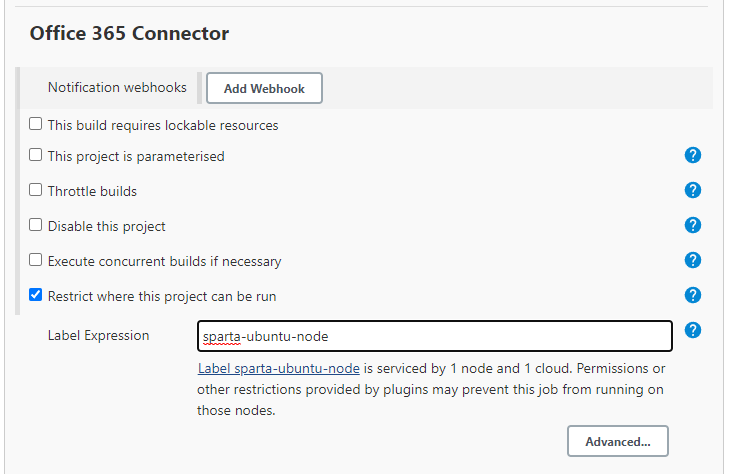 Office 365 Connector
Notification webhooks Add Webhook
This build requires lockable resources
This project is parameterised ?
Throttle builds ?
Disable this project ?
Execute concurrent builds if necessary ?
Restrict where this project can be run ?
Label Expression sparta-ubuntu-node ?
Label sparta-ubuntu-node is serviced by 1 node and 1 cloud. Permissions or
other restrictions provided by plugins may prevent this job from running on
those nodes.
Advanced...